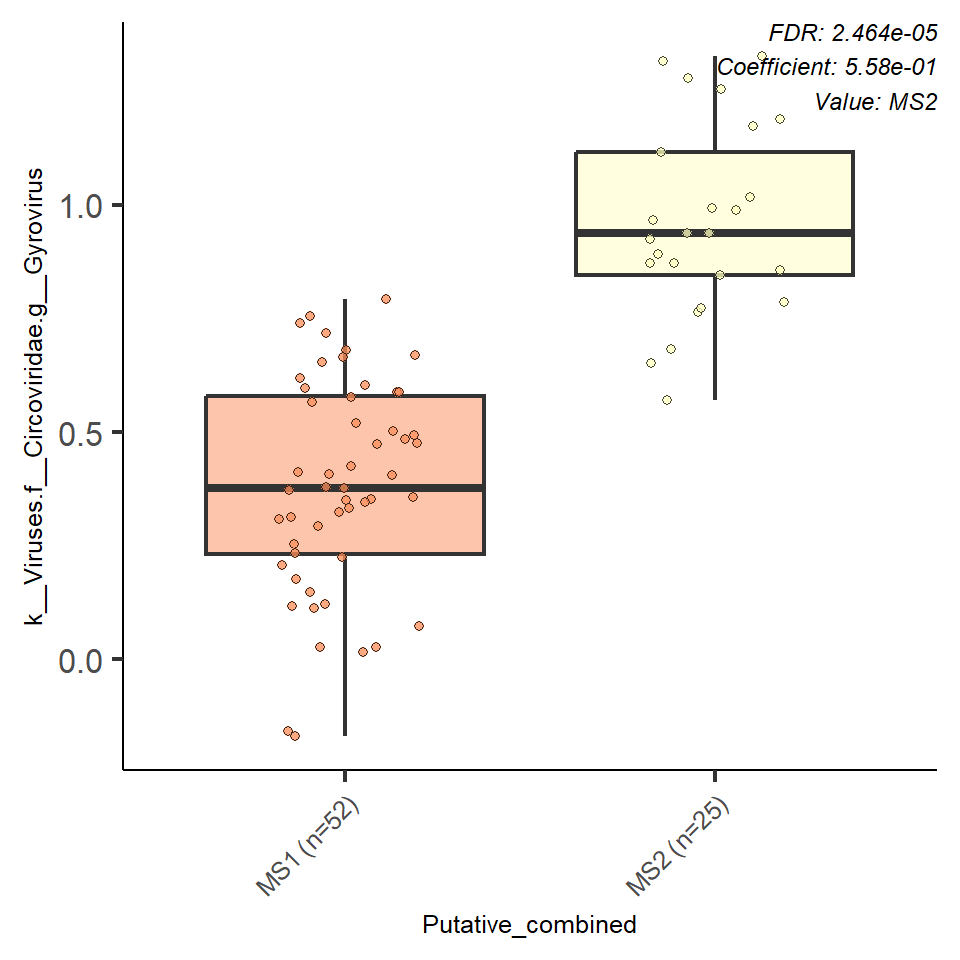 FDR: 2.464e-05
Coefficient: 5.58e-01
Value: MS2
k__Viruses.f__Circoviridae.g__Gyrovirus
1.0
0.5
0.0
MS1 (n=52)
MS2 (n=25)
Putative_combined